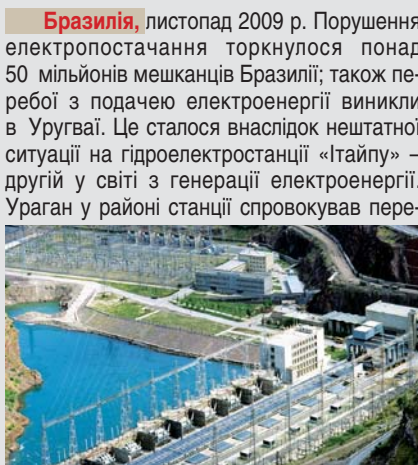 Бразилія, листопад 2009 р. Порушення
електропостачання торкнулося понад
50 мільйонів мешканців Бразилії; також пе-
ребої з подачею електроенергії виникли
в Уругваї. Це сталося внаслідок нештатної
ситуації на гідроелектростанції «Ітайпу» –
другій у світі з генерації електроенергії.
Ураган у районі станції спровокував пере-